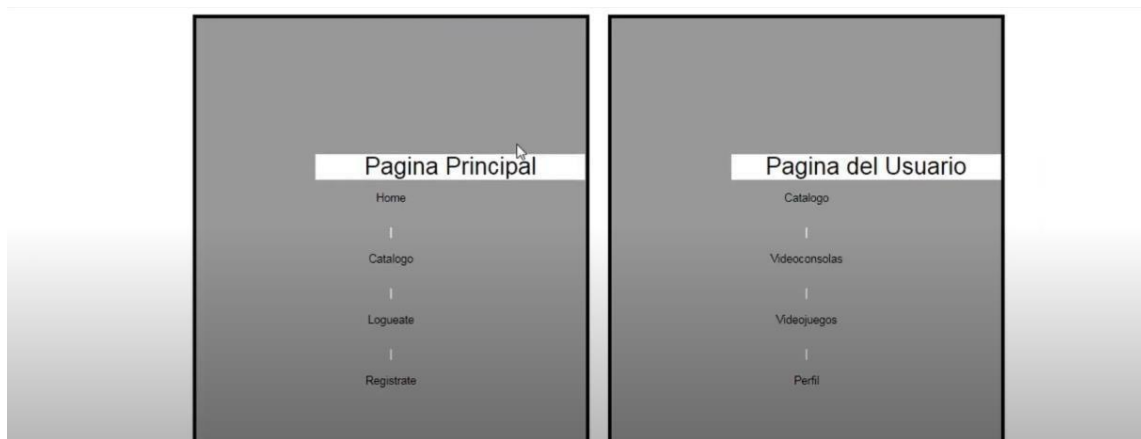 Pagina Principal
Home
|
Catalogo
|
Logueate
|
Registrate
Pagina del Usuario
Catalogo
|
Videoconsolas
|
Videojuegos
|
Perfil